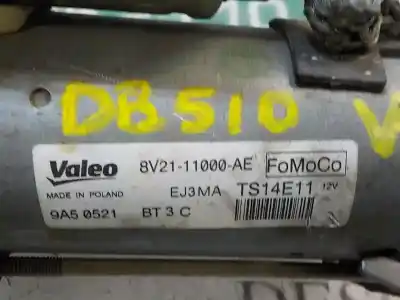 DB510 V
Valeo 8V21-11000-AE FoMoCo
MADE IN POLAND EJ3MA TS14E11 12V
9A5 0521 BT 3 C